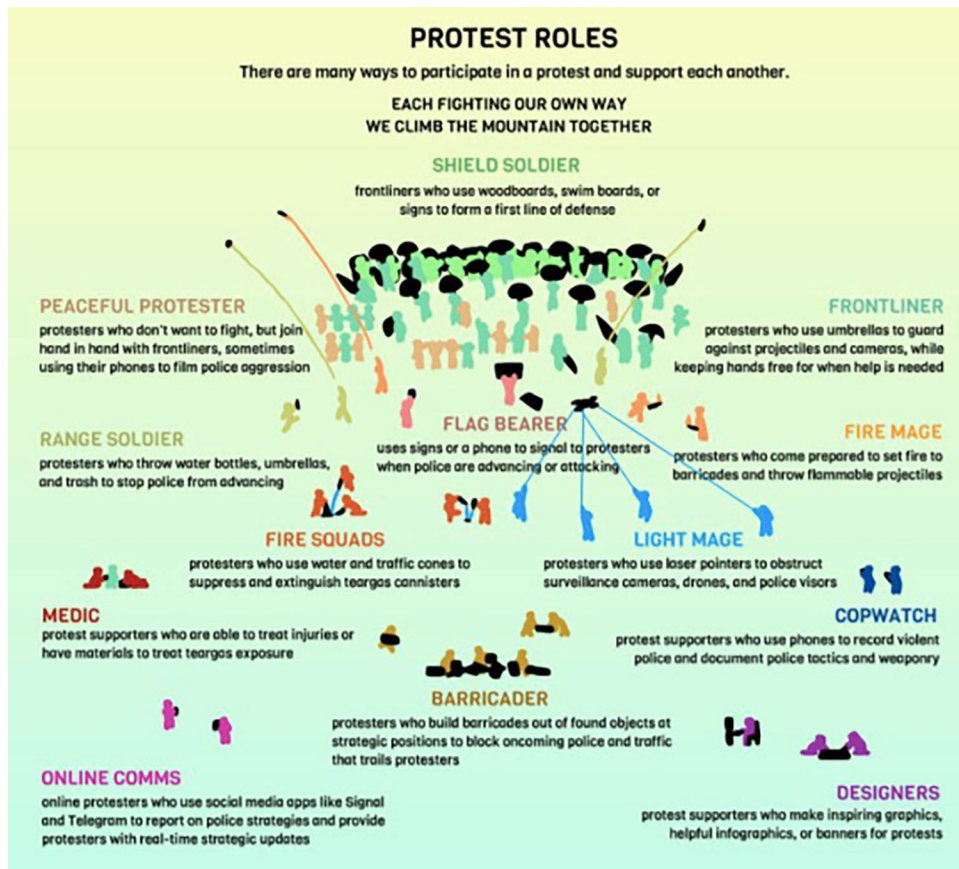 PROTEST ROLES
There are many ways to participate in a protest and support each another.
EACH FIGHTING OUR OWN WAY
WE CLIMB THE MOUNTAIN TOGETHER
SHIELD SOLDIER
frontliners who use woodboards, swim boards, or
signs to form a first line of defense
PEACEFUL PROTESTER
protesters who don't want to fight, but join
hand in hand with frontliners, sometimes
using their phones to film police aggression
FRONTLINER
protesters who use umbrellas to guard
against projectiles and cameras, while
keeping hands free for when help is needed
RANGE SOLDIER
protesters who throw water bottles, umbrellas,
and trash to stop police from advancing
FLAG BEARER
uses signs or a phone to signal to protesters
when police are advancing or attacking
FIRE MAGE
protesters who come prepared to set fire to
barricades and throw flammable projectiles
FIRE SQUADS
protesters who use water and traffic cones to
suppress and extinguish teargas cannisters
LIGHT MAGE
protesters who use laser pointers to obstruct
surveillance cameras, drones, and police visors
MEDIC
protest supporters who are able to treat injuries or
have materials to treat teargas exposure
COPWATCH
protest supporters who use phones to record violent
police and document police tactics and weaponry
BARRICADER
protesters who build barricades out of found objects at
strategic positions to block oncoming police and traffic
that trails protesters
ONLINE COMMS
online protesters who use social media apps like Signal
and Telegram to report on police strategies and provide
protesters with real-time strategic updates
DESIGNERS
protest supporters who make inspiring graphics,
helpful infographics, or banners for protests